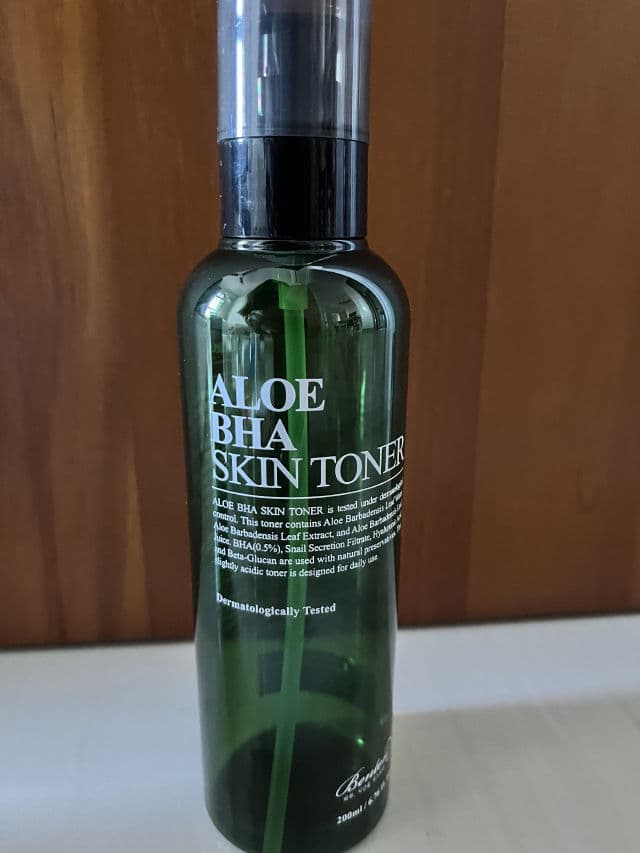 ALOE
BHA
SKIN TONER
ALOE BHA SKIN TONER is tested under
control. This toner contains Aloe Barbadensis Leaf
Aloe Barbadensis Leaf Extract, and Aloe Barbadensis
Juice, BHA(0.5%), Snail Secretion Filtrate,
and Beta-Glucan are used with natural
slightly acidic toner is designed for daily use.
Dermatologically Tested
200ml / 6.76